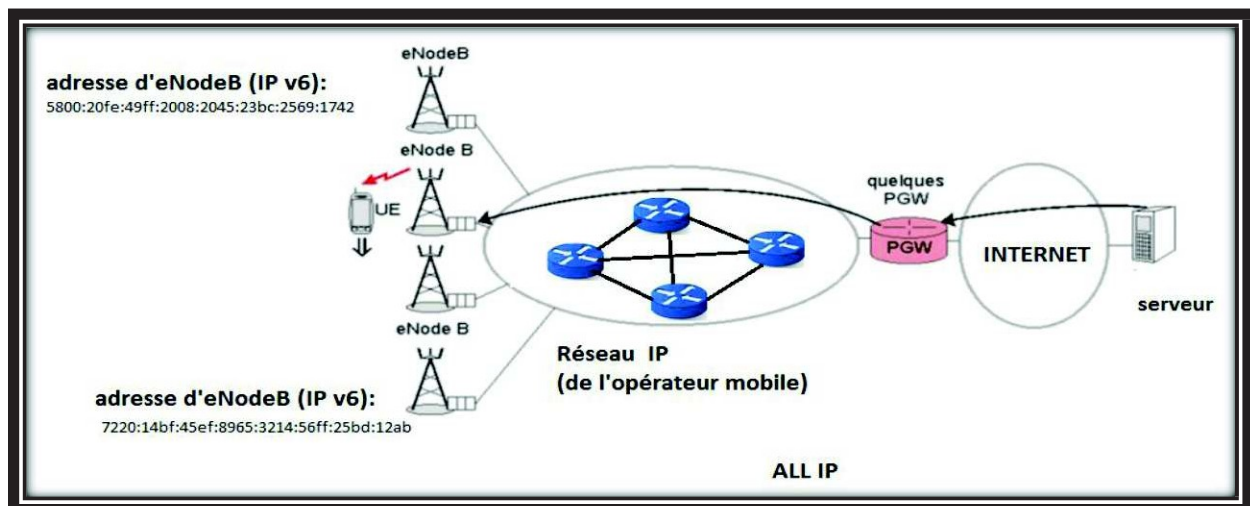 eNodeB
adresse d'eNodeB (IP v6):
5800:20fe:49ff:2008:2045:23bc:2569:1742
eNode B
UE
quelques
PGW
PGW
INTERNET
serveur
eNode B
Réseau IP
(de l'opérateur mobile)
adresse d'eNodeB (IP v6):
7220:14bf:45ef:8965:3214:56ff:25bd:12ab
ALL IP